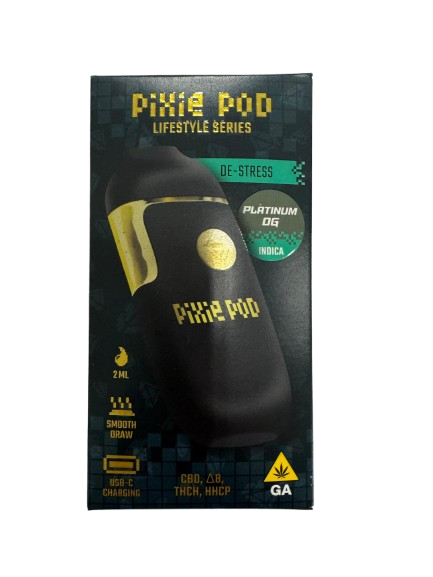 PiXie POD
LIFESTYLE SERIES
DE-STRESS
PLATINUM
OG
INDICA
PiXie POD
2 ML
SMOOTH
DRAW
USB-C
CHARGING
CBD, Δ8,
THCH, HHCP
GA